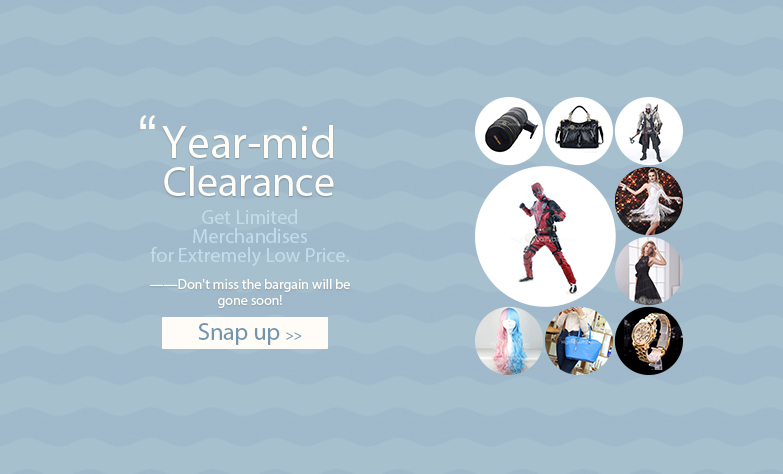 “ Year-mid
Clearance
Get Limited
Merchandises
for Extremely Low Price.
——Don't miss the bargain will be
gone soon!
Snap up >>